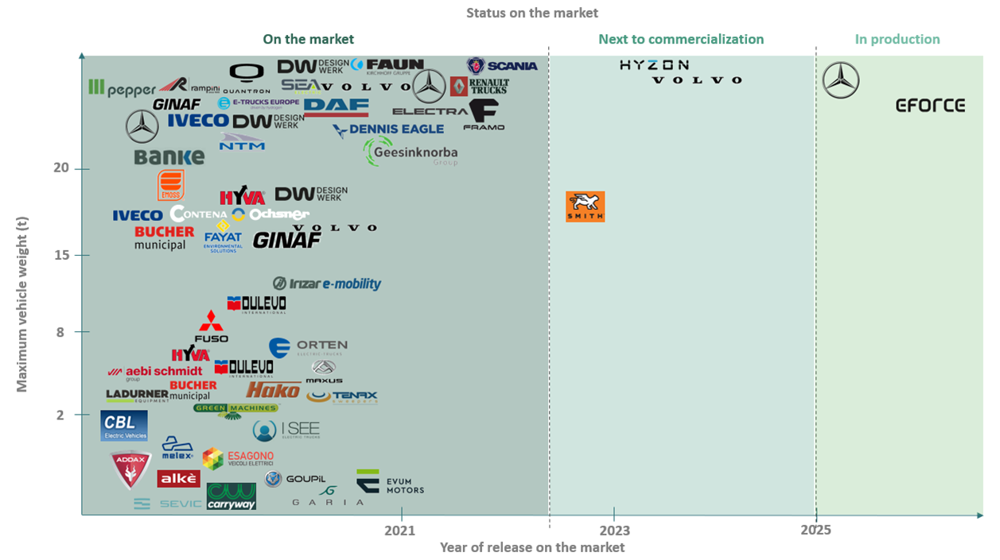 Status on the market
On the market
Next to commercialization
In production
DW DESIGN WERK
FAUN
KIRCHHOFF GRUPPE
SCANIA
HYZON
VOLVO
pepper
rampini
QUANTRON
SEA
VOLVO
RENAULT TRUCKS
EFORCE
GINAF
E-TRUCKS EUROPE
driven by hydrogen
DAF
ELECTRA
FRAMO
IVECO
DW DESIGN WERK
DENNIS EAGLE
NTM
Geesinknorba
Group
BANKE
20
EMOSS
HYVA
DW DESIGN WERK
SMITH
IVECO
CONTENA
Ochsner
VOLVO
BUCHER
municipal
FAYAT
ENVIRONMENTAL
SOLUTIONS
GINAF
15
Irizar e-mobility
DULEVO
INTERNATIONAL
8
FUSO
ORTEN
ELECTRIC TRUCKS
HYVA
aebi schmidt
group
DULEVO
INTERNATIONAL
MAXUS
BUCHER
municipal
LADURNER
EQUIPMENT
Hako
TENAX
sweepers
GREEN MACHINES
2
CBL
Electric Vehicles
I SEE
ELECTRIC TRUCKS
melex
ADDAX
ESAGONO
VEICOLI ELETTRICI
alkè
GOUPIL
EVUM
MOTORS
carryway
GARIA
SEVIC
Maximum vehicle weight (t)
2021
2023
2025
Year of release on the market